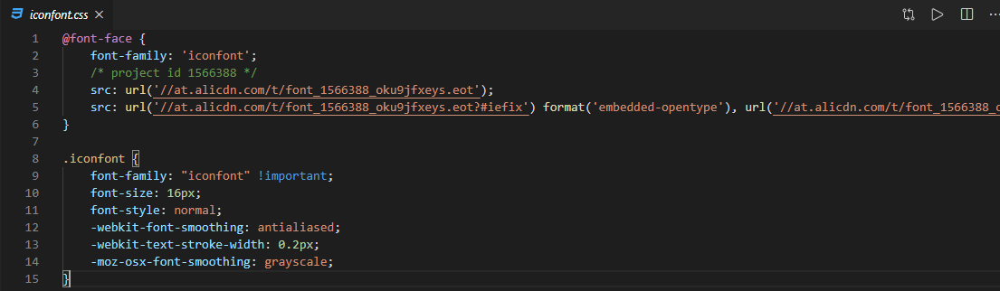 iconfont.css
1 @font-face {
2 font-family: 'iconfont';
3 /* project id 1566388 */
4 src: url('//at.alicdn.com/t/font_1566388_oku9jfxeys.eot');
5 src: url('//at.alicdn.com/t/font_1566388_oku9jfxeys.eot?#iefix') format('embedded-opentype'), url('//at.alicdn.com/t/font_1566388_o
6 }
7
8 .iconfont {
9 font-family: "iconfont" !important;
10 font-size: 16px;
11 font-style: normal;
12 -webkit-font-smoothing: antialiased;
13 -webkit-text-stroke-width: 0.2px;
14 -moz-osx-font-smoothing: grayscale;
15 }